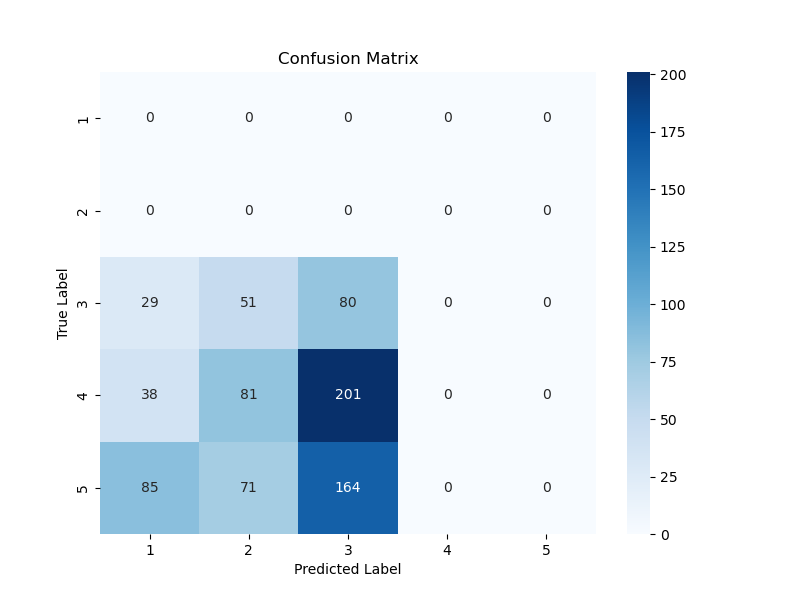 Confusion Matrix
1 0 0 0 0 0
2 0 0 0 0 0
3 29 51 80 0 0
4 38 81 201 0 0
5 85 71 164 0 0
1 2 3 4 5
Predicted Label
True Label
200
175
150
125
100
75
50
25
0